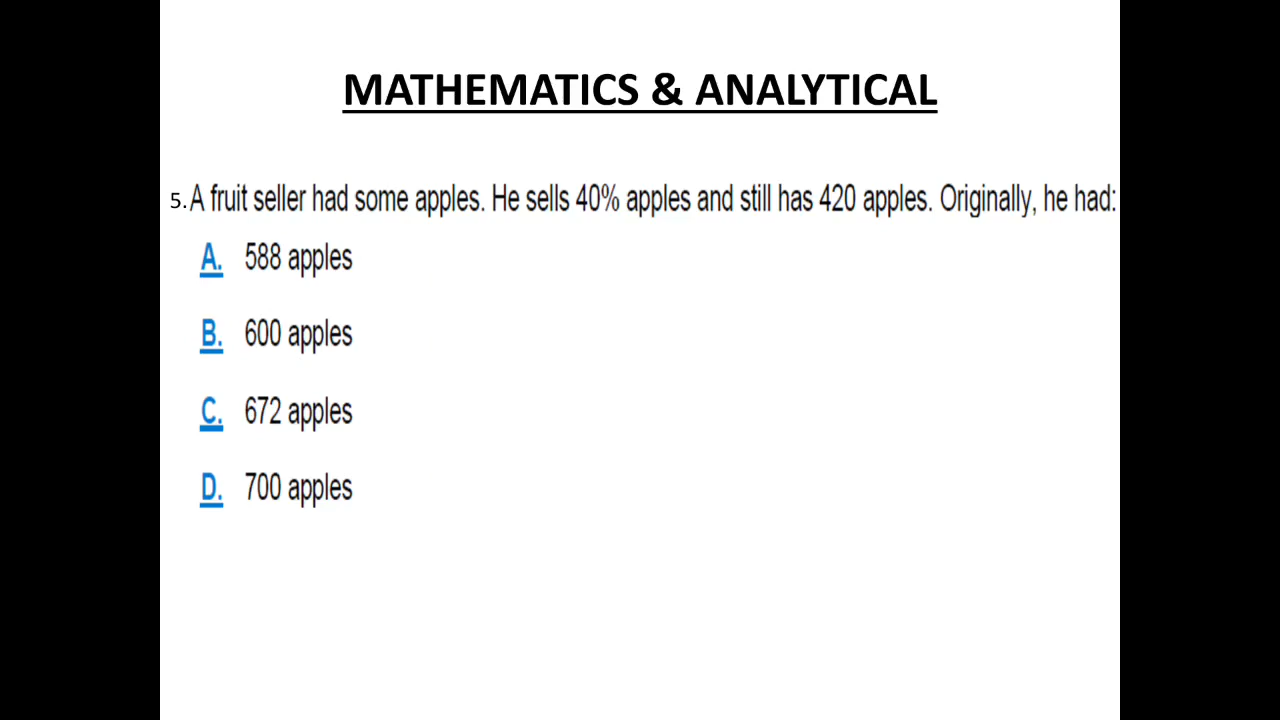 MATHEMATICS & ANALYTICAL
5. A fruit seller had some apples. He sells 40% apples and still has 420 apples. Originally, he had:
A. 588 apples
B. 600 apples
C. 672 apples
D. 700 apples